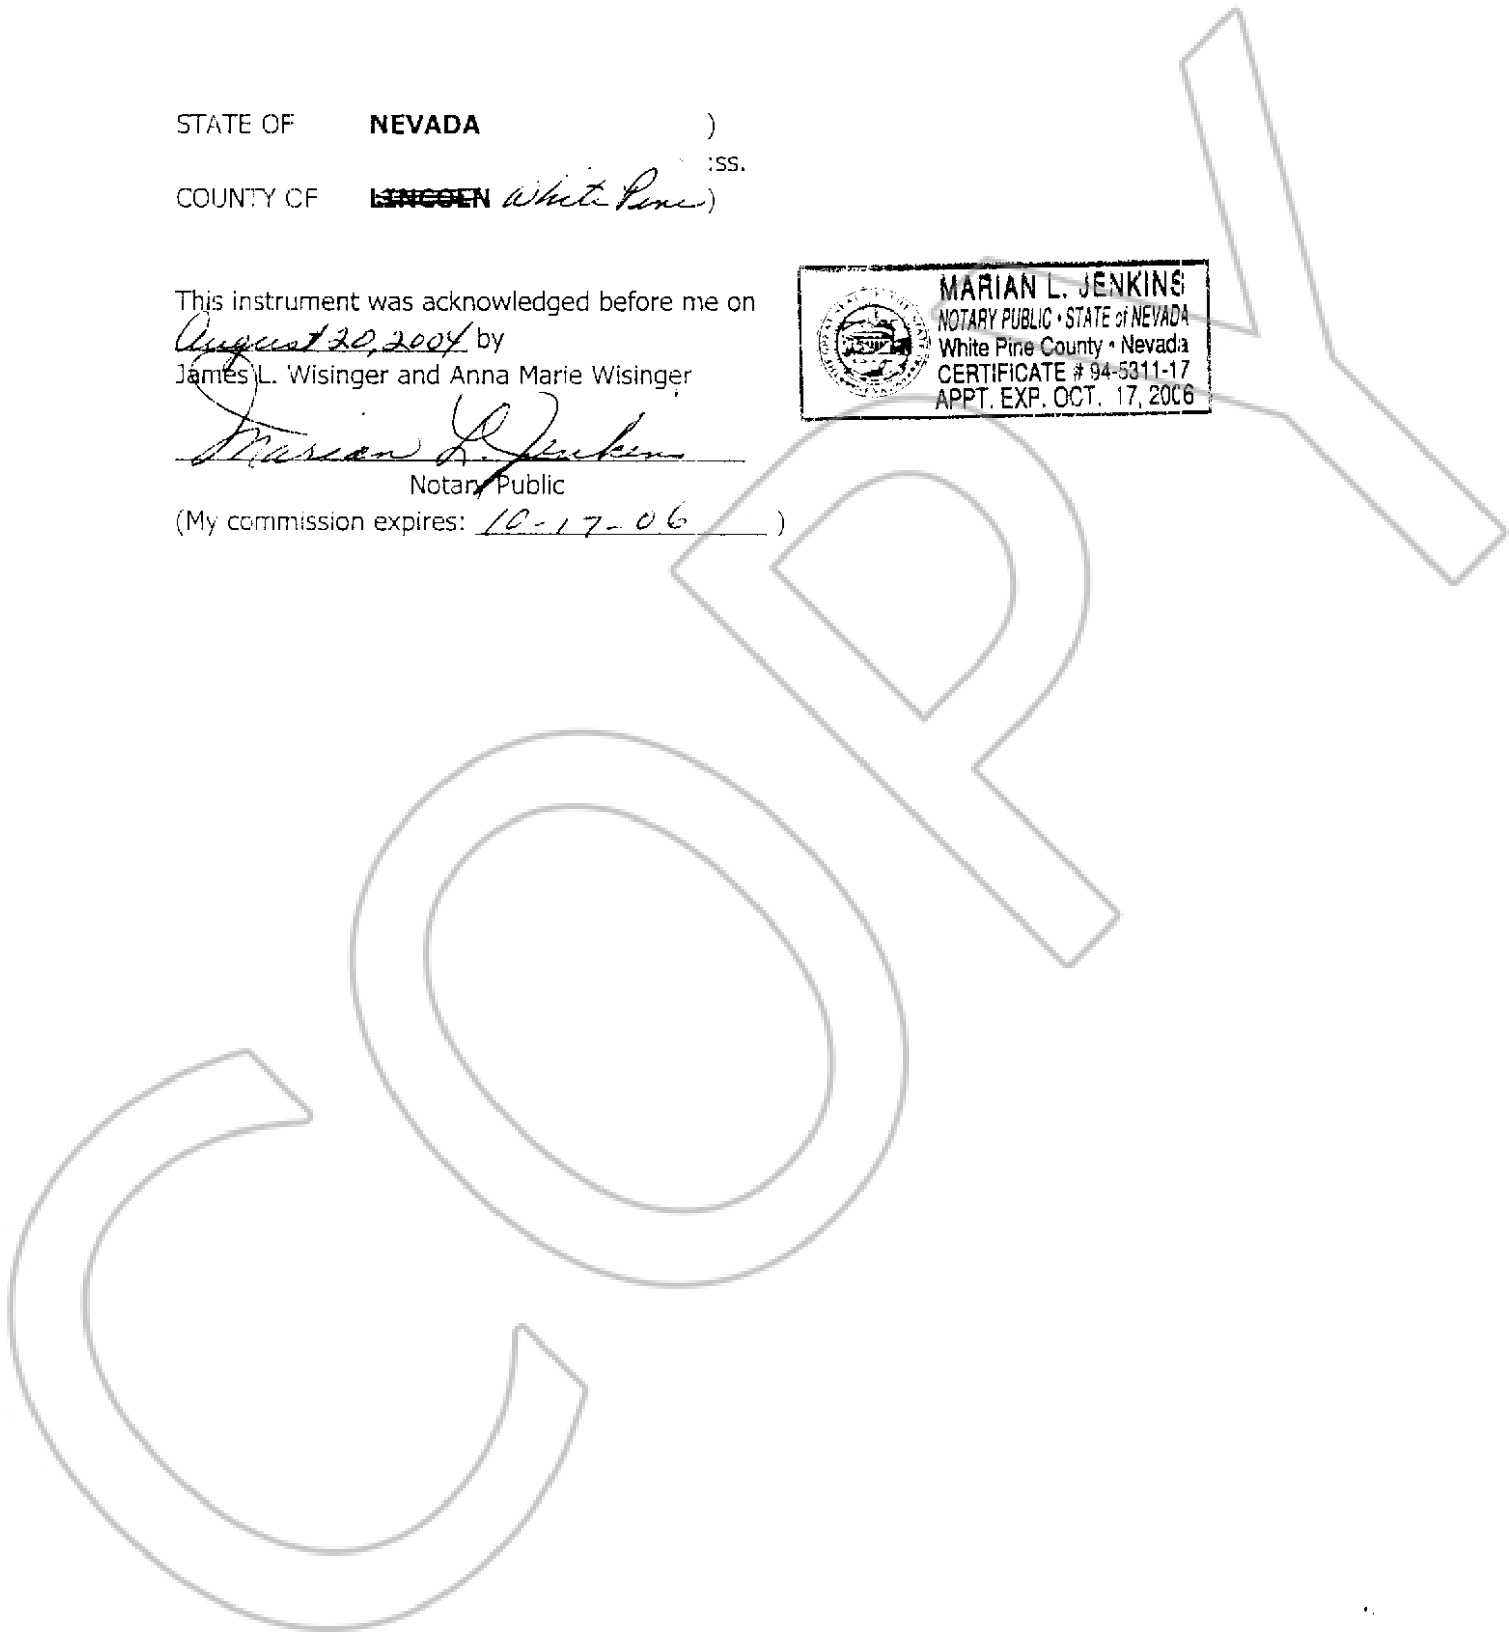 STATE OF NEVADA )
:ss.
COUNTY OF LINCOLN White Pine )
This instrument was acknowledged before me on
August 20, 2004 by
James L. Wisinger and Anna Marie Wisinger
Marian L. Jenkins
Notary Public
(My commission expires: 10-17-06 )
MARIAN L. JENKINS
NOTARY PUBLIC • STATE of NEVADA
White Pine County • Nevada
CERTIFICATE # 94-5311-17
APPT. EXP. OCT. 17, 2006
COPY